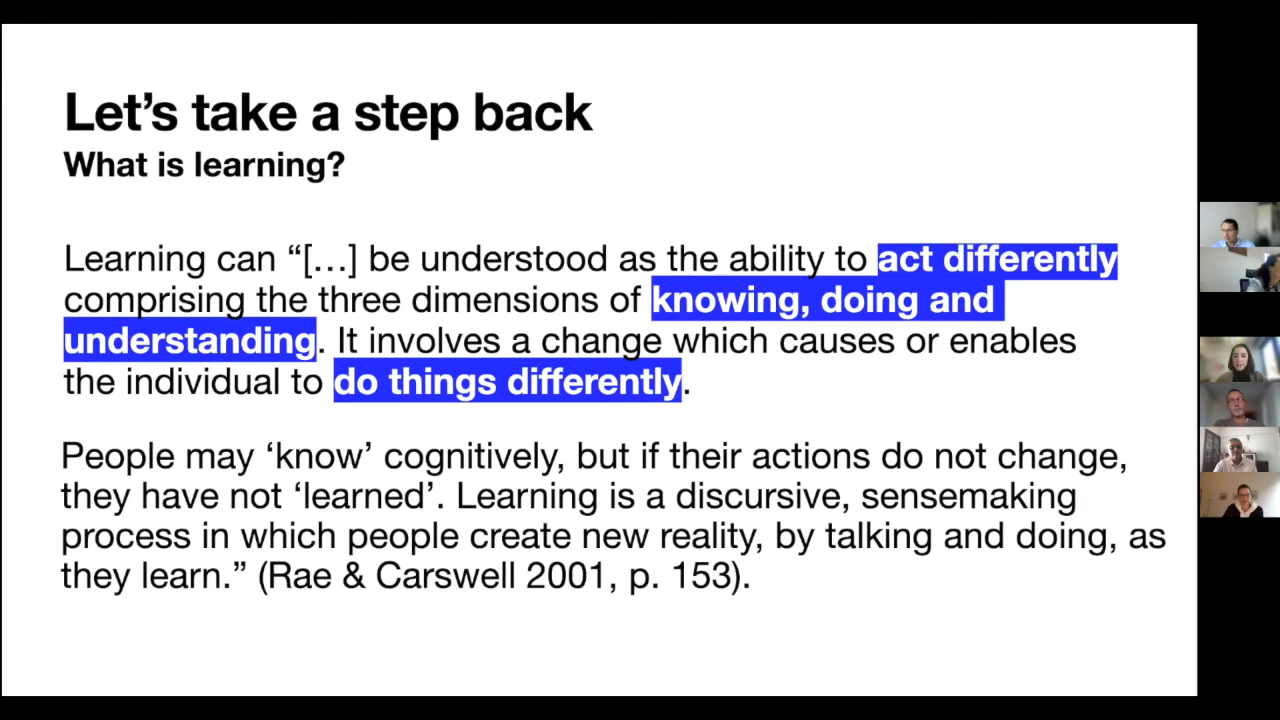 Let’s take a step back
What is learning?
Learning can “[…] be understood as the ability to act differently
comprising the three dimensions of knowing, doing and
understanding. It involves a change which causes or enables
the individual to do things differently.
People may ‘know’ cognitively, but if their actions do not change,
they have not ‘learned’. Learning is a discursive, sensemaking
process in which people create new reality, by talking and doing, as
they learn.” (Rae & Carswell 2001, p. 153).